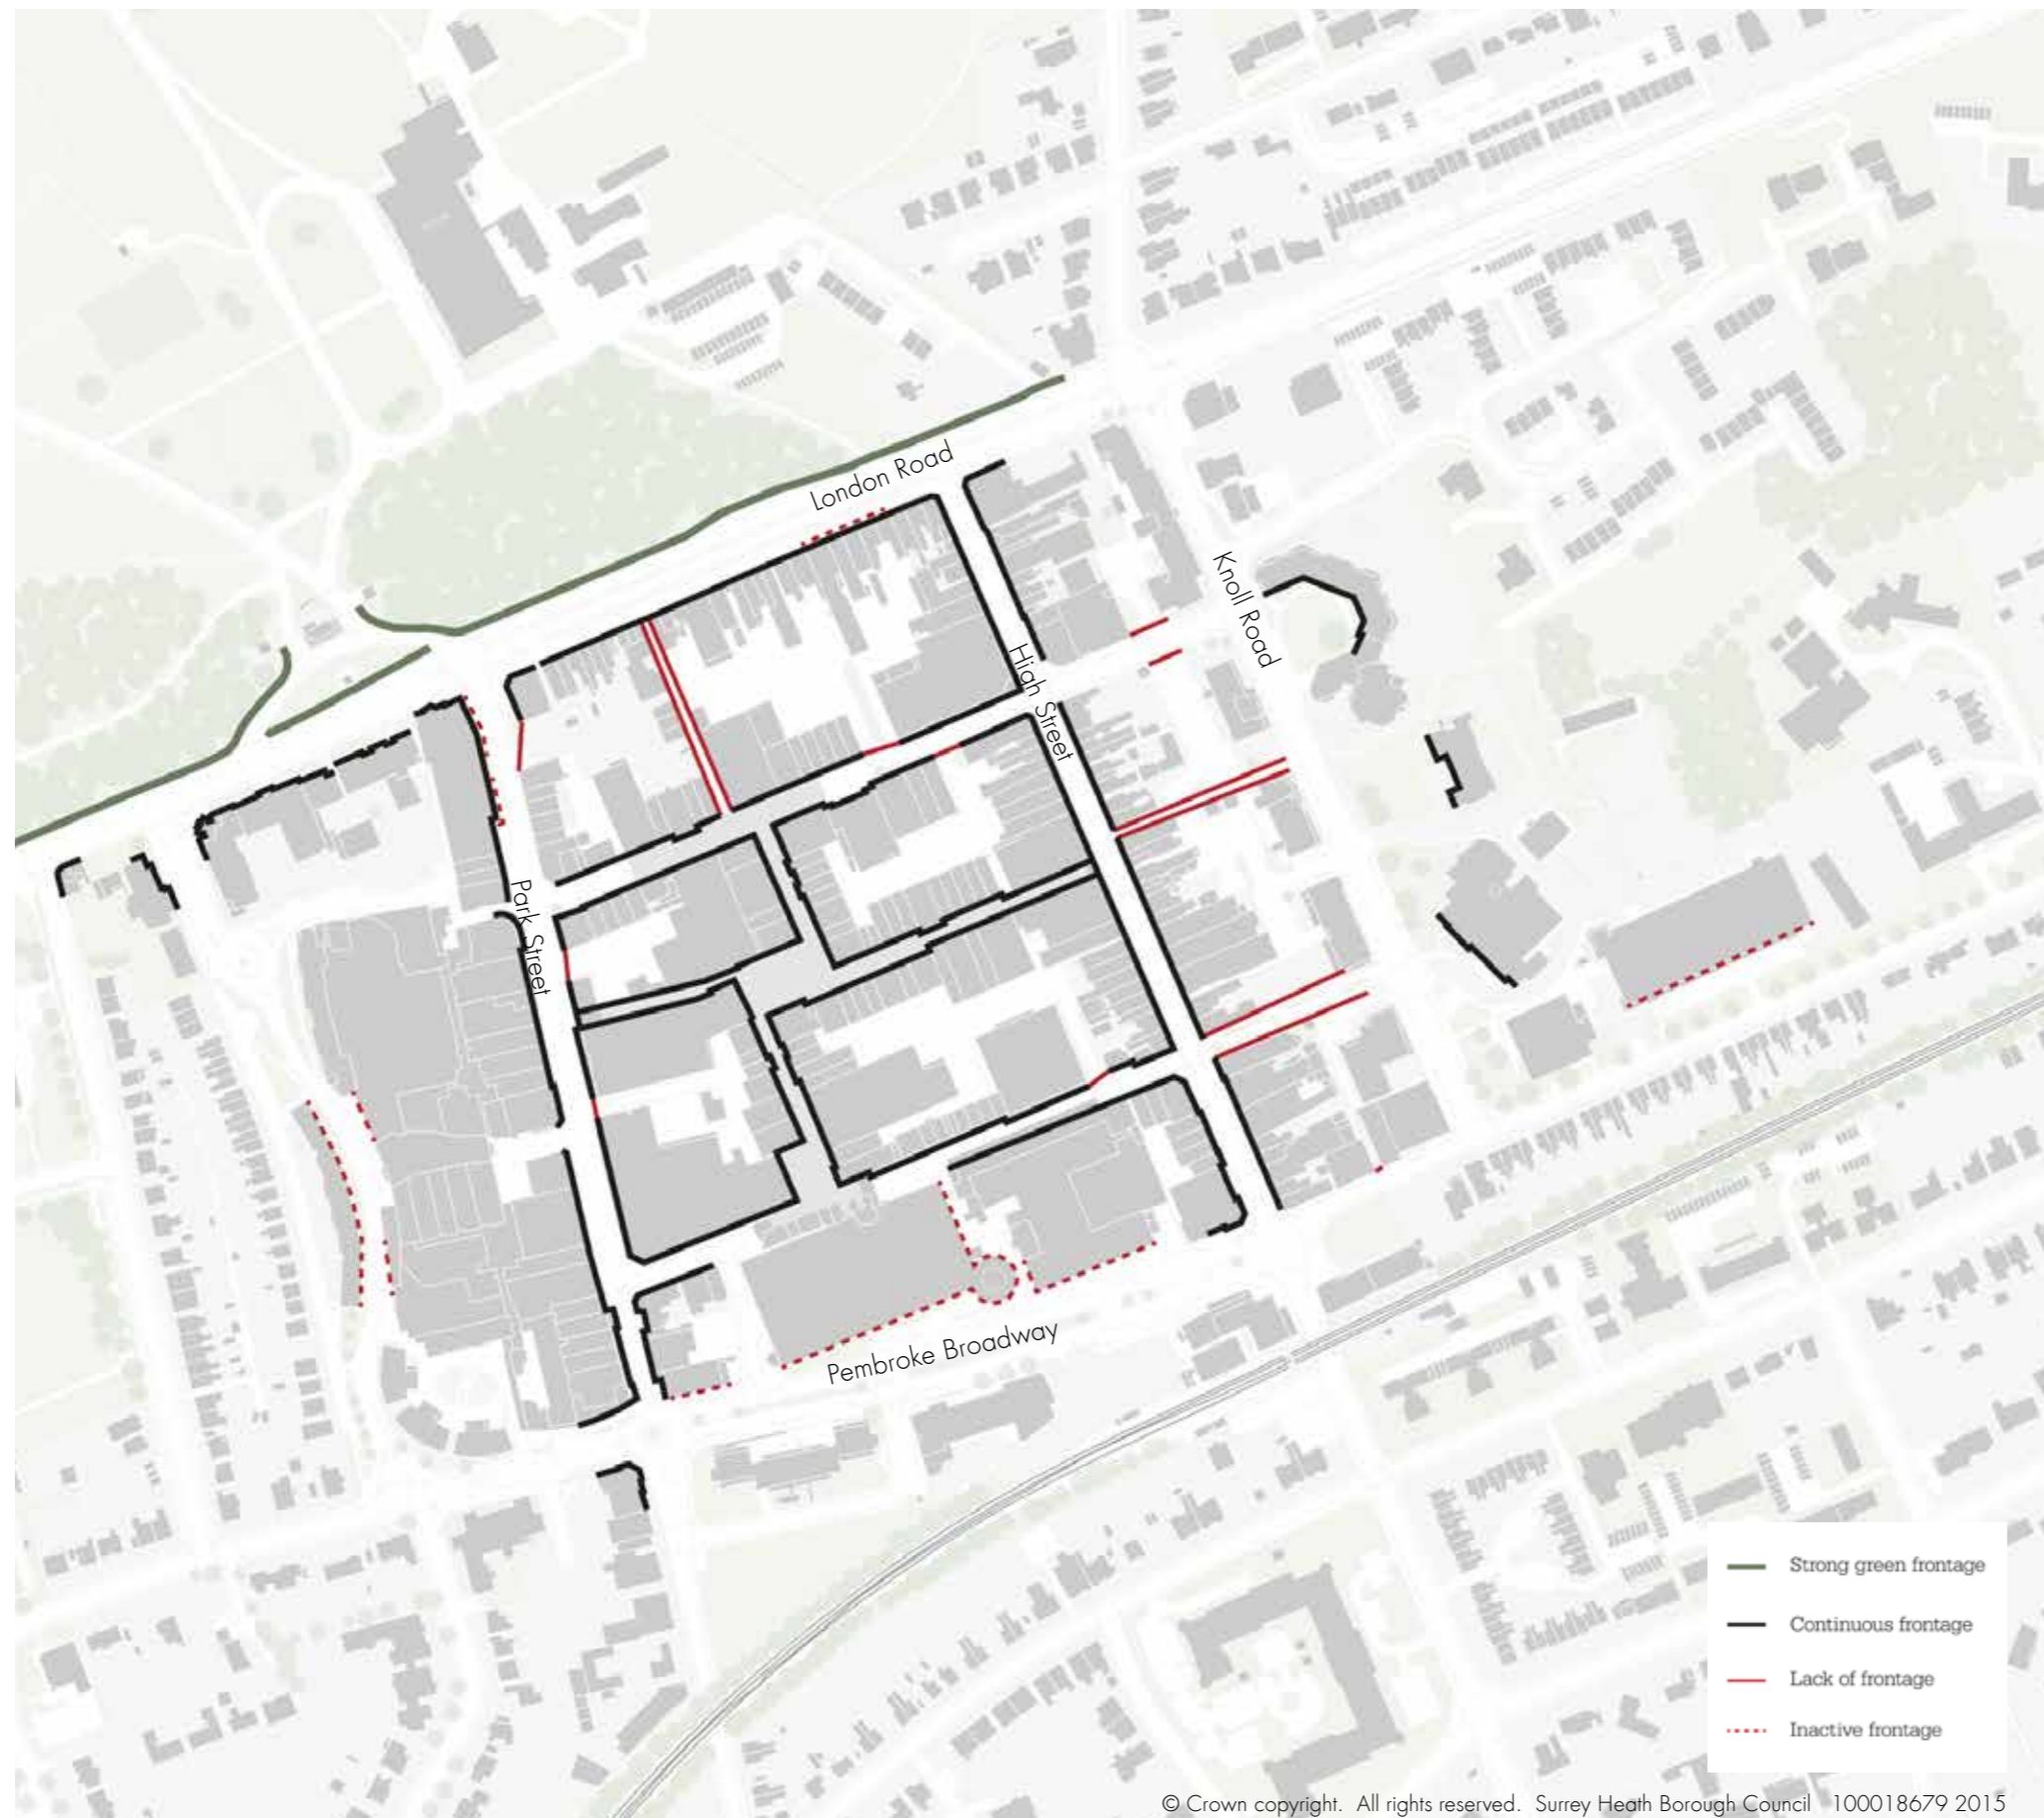 London Road
Knoll Road
High Street
Park Street
Pembroke Broadway
Strong green frontage
Continuous frontage
Lack of frontage
Inactive frontage
© Crown copyright. All rights reserved. Surrey Heath Borough Council 100018679 2015